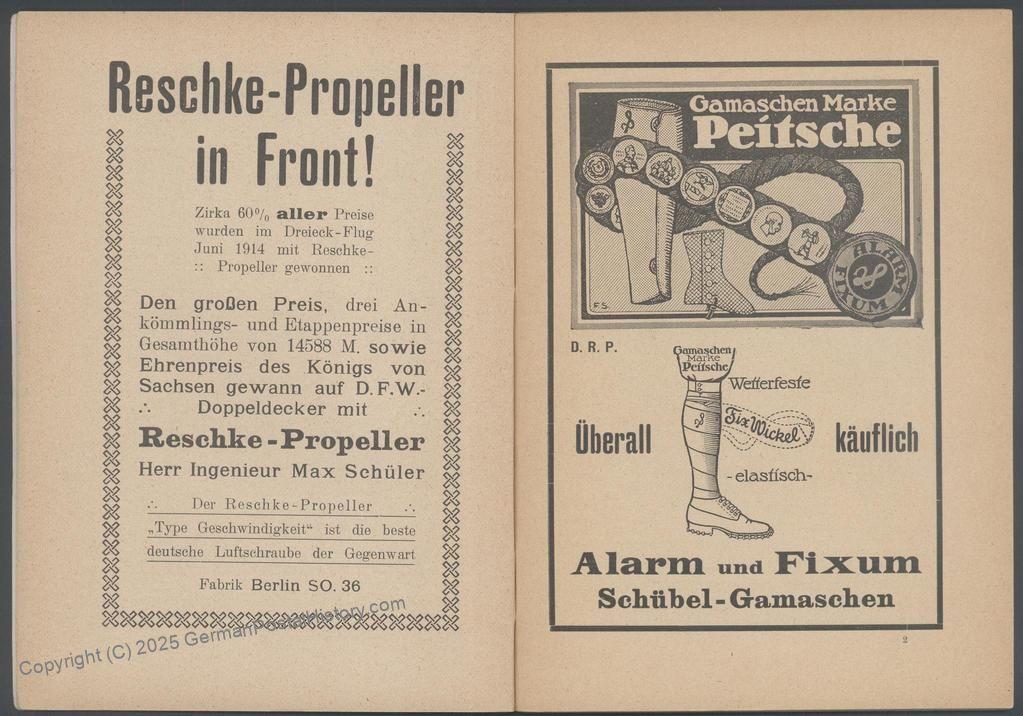 Reschke-Propeller
in Front!
Zirka 60% aller Preise
wurden im Dreieck-Flug
Juni 1914 mit Reschke-
:: Propeller gewonnen ::
Den großen Preis, drei An-
kömmlings- und Etappenpreise in
Gesamthöhe von 14588 M. sowie
Ehrenpreis des Königs von
Sachsen gewann auf D.F.W.-
∴ Doppeldecker mit ∴
Reschke-Propeller
Herr Ingenieur Max Schüler
∴ Der Reschke-Propeller ∴
„Type Geschwindigkeit“ ist die beste
deutsche Luftschraube der Gegenwart
Fabrik Berlin SO. 36
Copyright (C) 2025 GermanPostalHistory.com
Gamaschen Marke
Peitsche
ALARM
FIXUM
F.S.
D. R. P.
Gamaschen
Marke
Peitsche
Wetterfeste
Fix Wickel
Überall
käuflich
-elastisch-
Alarm und Fixum
Schübel-Gamaschen
2